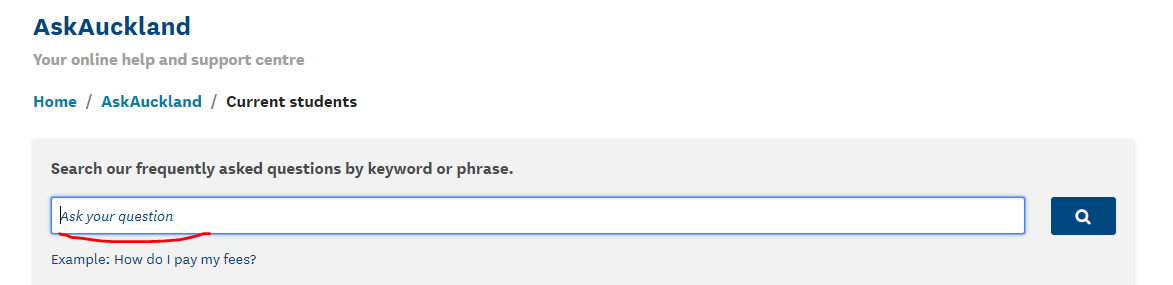 AskAuckland
Your online help and support centre
Home / AskAuckland / Current students
Search our frequently asked questions by keyword or phrase.
Ask your question
Example: How do I pay my fees?